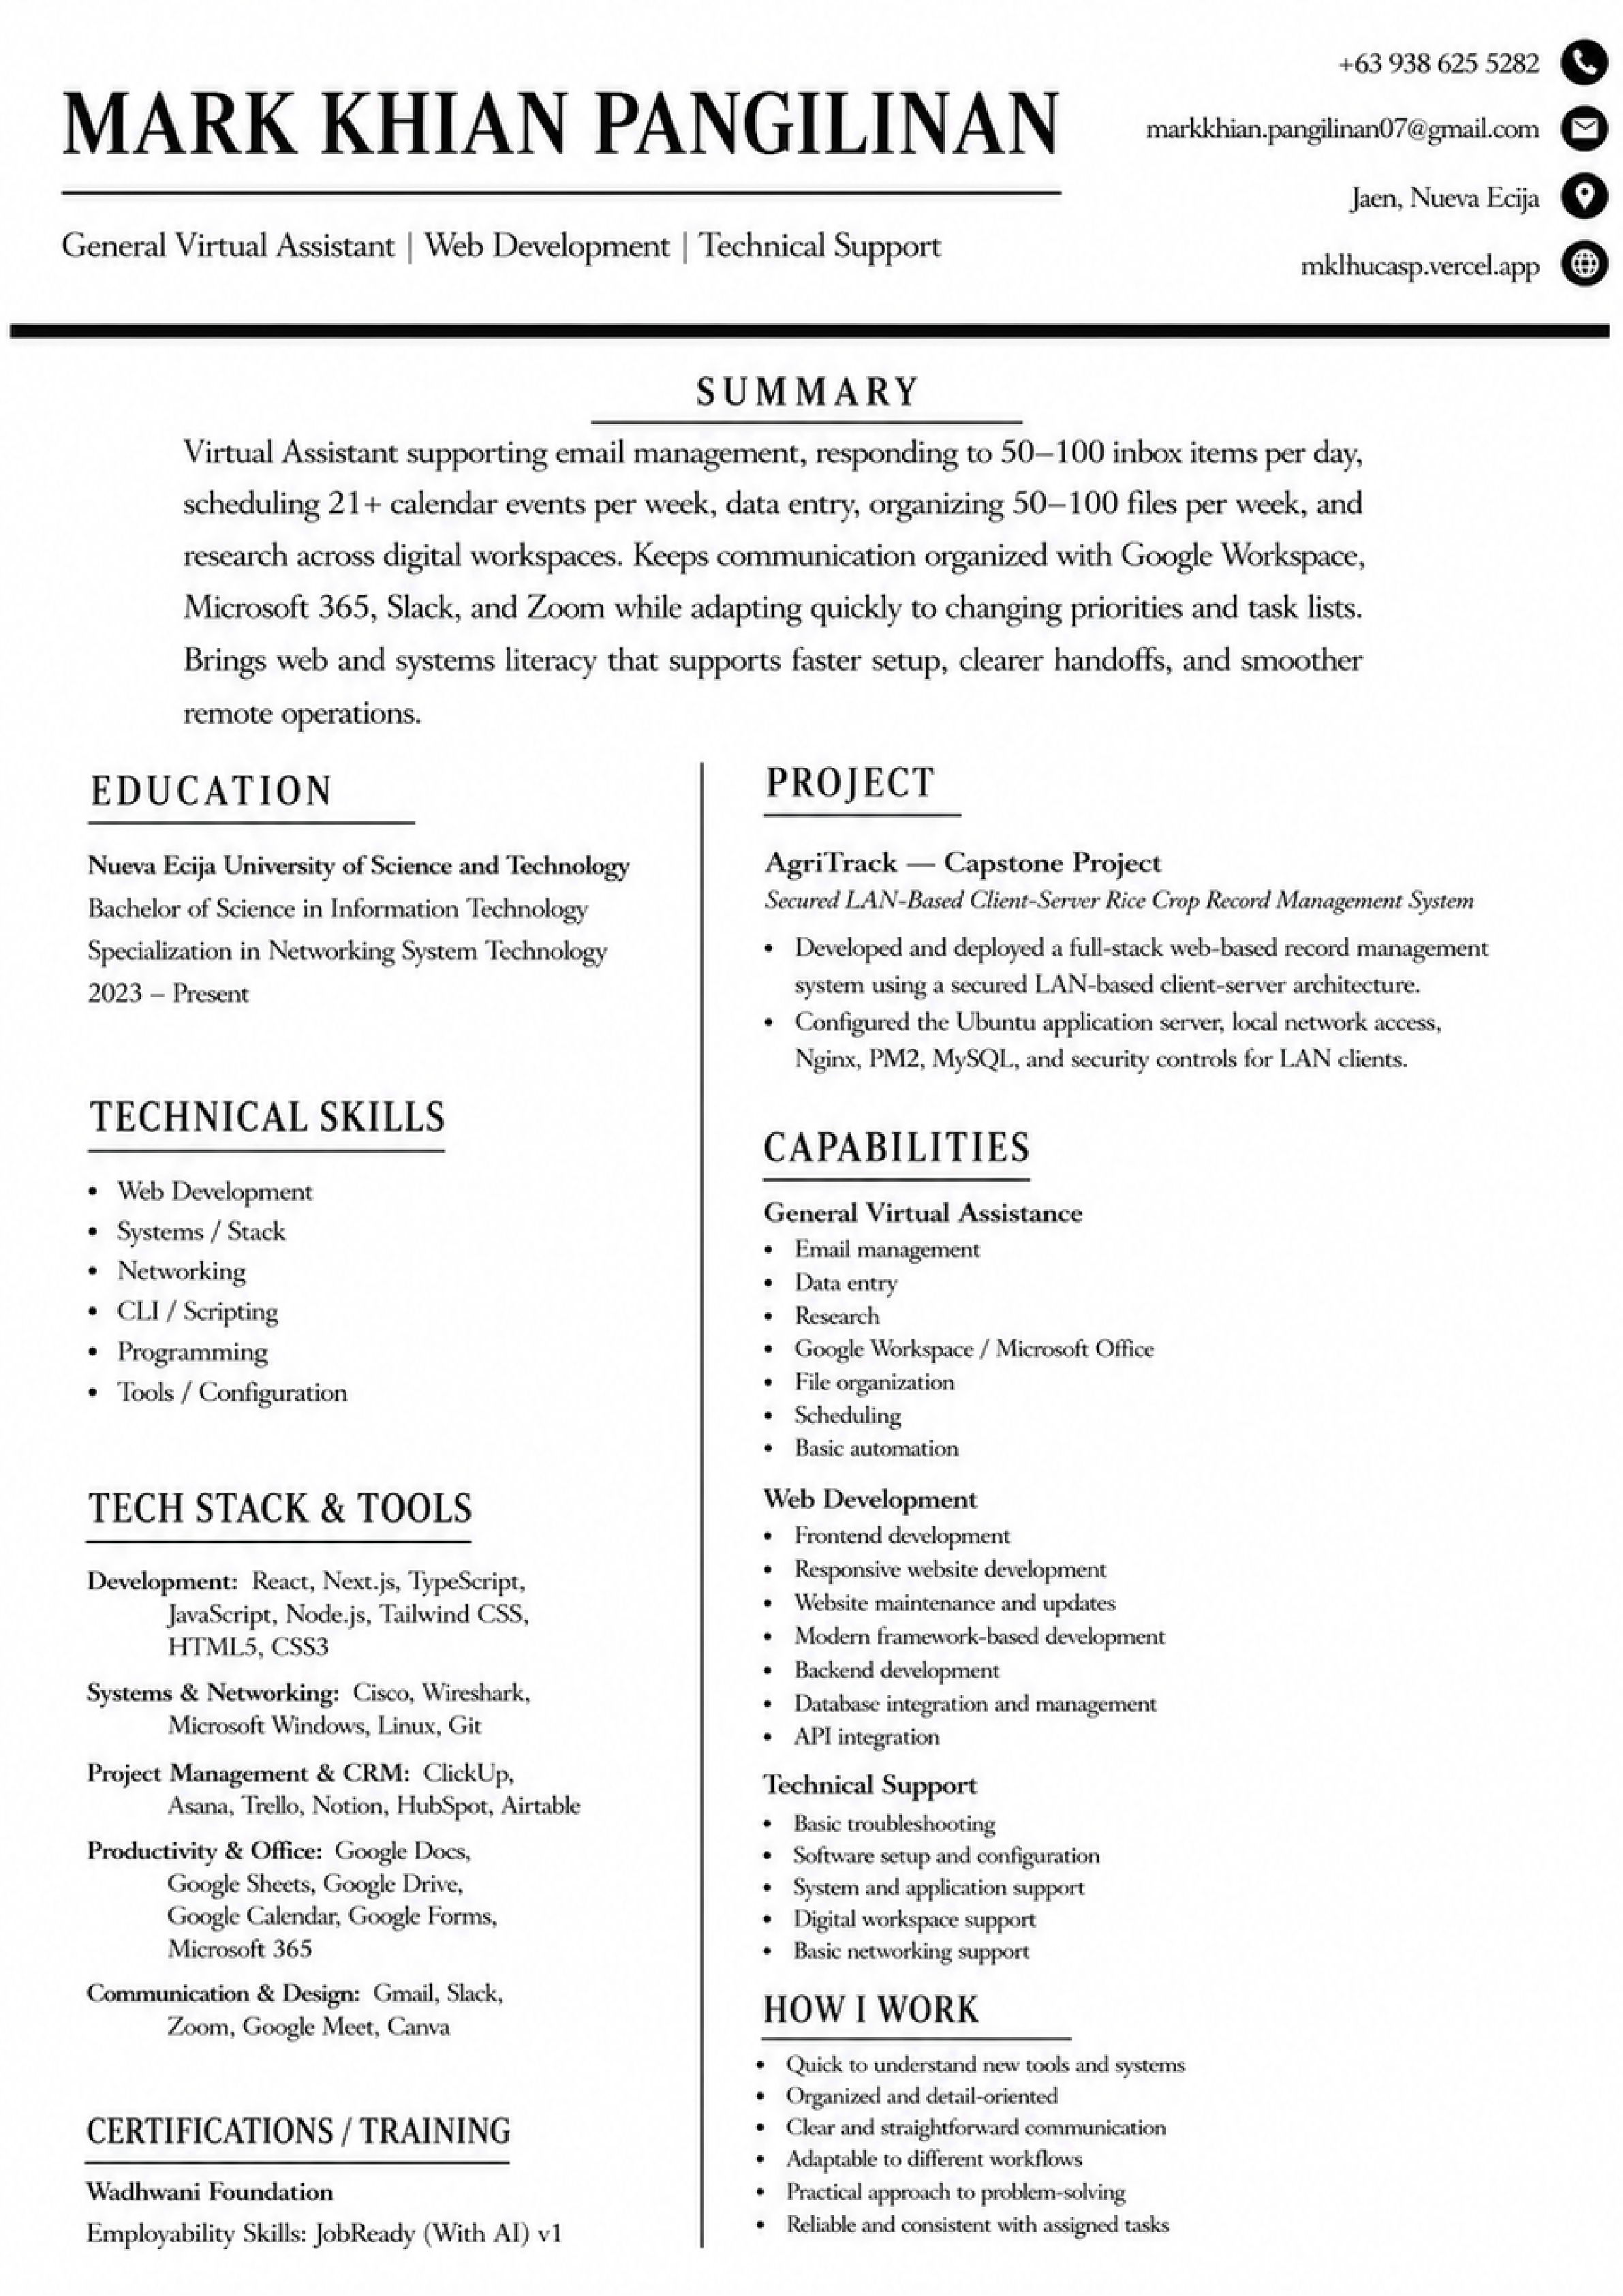 MARK KHIAN PANGILINAN
General Virtual Assistant | Web Development | Technical Support
+63 938 625 5282
markkhian.pangilinan07@gmail.com
Jaen, Nueva Ecija
mklhucasp.vercel.app
SUMMARY
Virtual Assistant supporting email management, responding to 50–100 inbox items per day,
scheduling 21+ calendar events per week, data entry, organizing 50–100 files per week, and
research across digital workspaces. Keeps communication organized with Google Workspace,
Microsoft 365, Slack, and Zoom while adapting quickly to changing priorities and task lists.
Brings web and systems literacy that supports faster setup, clearer handoffs, and smoother
remote operations.
EDUCATION
Nueva Ecija University of Science and Technology
Bachelor of Science in Information Technology
Specialization in Networking System Technology
2023 – Present
TECHNICAL SKILLS
• Web Development
• Systems / Stack
• Networking
• CLI / Scripting
• Programming
• Tools / Configuration
TECH STACK & TOOLS
Development: React, Next.js, TypeScript,
JavaScript, Node.js, Tailwind CSS,
HTML5, CSS3
Systems & Networking: Cisco, Wireshark,
Microsoft Windows, Linux, Git
Project Management & CRM: ClickUp,
Asana, Trello, Notion, HubSpot, Airtable
Productivity & Office: Google Docs,
Google Sheets, Google Drive,
Google Calendar, Google Forms,
Microsoft 365
Communication & Design: Gmail, Slack,
Zoom, Google Meet, Canva
CERTIFICATIONS / TRAINING
Wadhwani Foundation
Employability Skills: JobReady (With AI) v1
PROJECT
AgriTrack — Capstone Project
Secured LAN-Based Client-Server Rice Crop Record Management System
• Developed and deployed a full-stack web-based record management
system using a secured LAN-based client-server architecture.
• Configured the Ubuntu application server, local network access,
Nginx, PM2, MySQL, and security controls for LAN clients.
CAPABILITIES
General Virtual Assistance
• Email management
• Data entry
• Research
• Google Workspace / Microsoft Office
• File organization
• Scheduling
• Basic automation
Web Development
• Frontend development
• Responsive website development
• Website maintenance and updates
• Modern framework-based development
• Backend development
• Database integration and management
• API integration
Technical Support
• Basic troubleshooting
• Software setup and configuration
• System and application support
• Digital workspace support
• Basic networking support
HOW I WORK
• Quick to understand new tools and systems
• Organized and detail-oriented
• Clear and straightforward communication
• Adaptable to different workflows
• Practical approach to problem-solving
• Reliable and consistent with assigned tasks